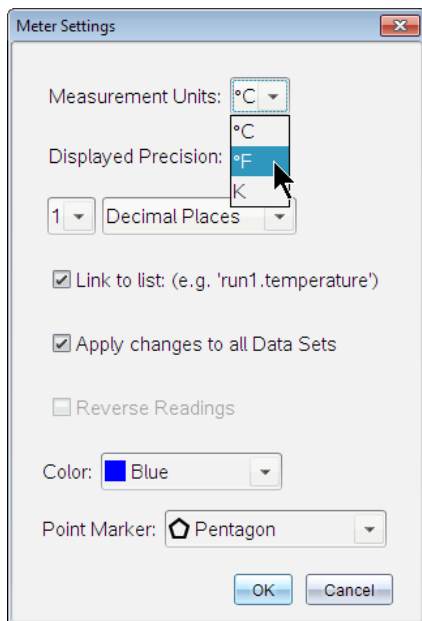 Meter Settings
Measurement Units: °C
°C
Displayed Precision: °F
K
1 Decimal Places
Link to list: (e.g. 'run1.temperature')
Apply changes to all Data Sets
Reverse Readings
Color: Blue
Point Marker: Pentagon
OK Cancel